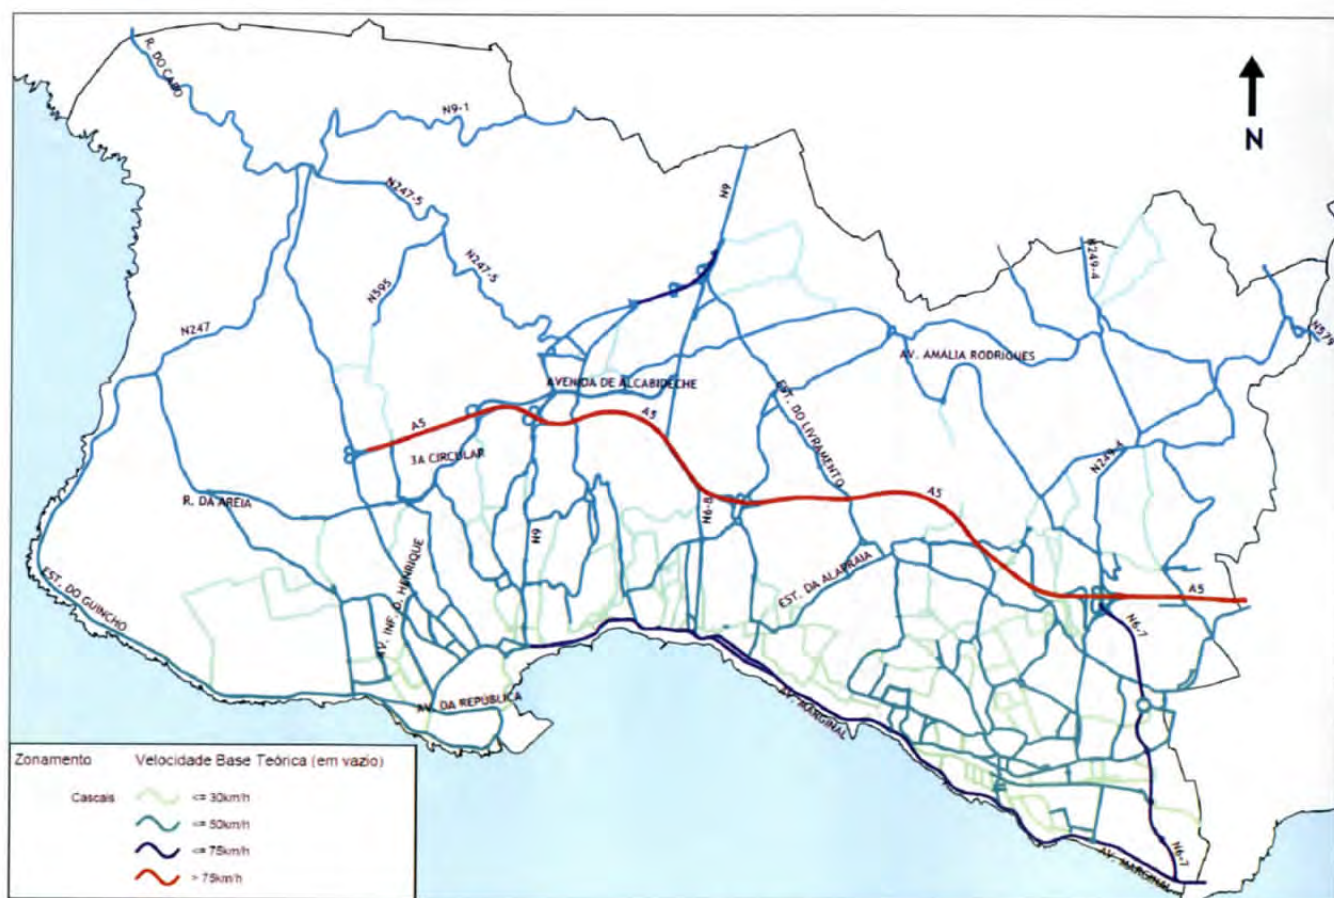 R. DO CABO
N9-1
N
N9
N247-5
N249-4
N247-5
N595
N579
N247
AV. AMÁLIA RODRIGUES
AVENIDA DE ALCABIDECHE
EST. DO LIVRAMENTO
A5
A5
3A CIRCULAR
N249-4
R. DA AREIA
A5
N6-8
N9
AV. INF. D. HENRIQUE
EST. DA ALAPRAIA
EST. DO GUINCHO
A5
N6-7
AV. DA REPÚBLICA
AV. MARGINAL
Zonamento Velocidade Base Teórica (em vazio)
Cascais <= 30km/h
<= 50km/h
<= 75km/h
> 75km/h
N6-7
AV. MARGINAL